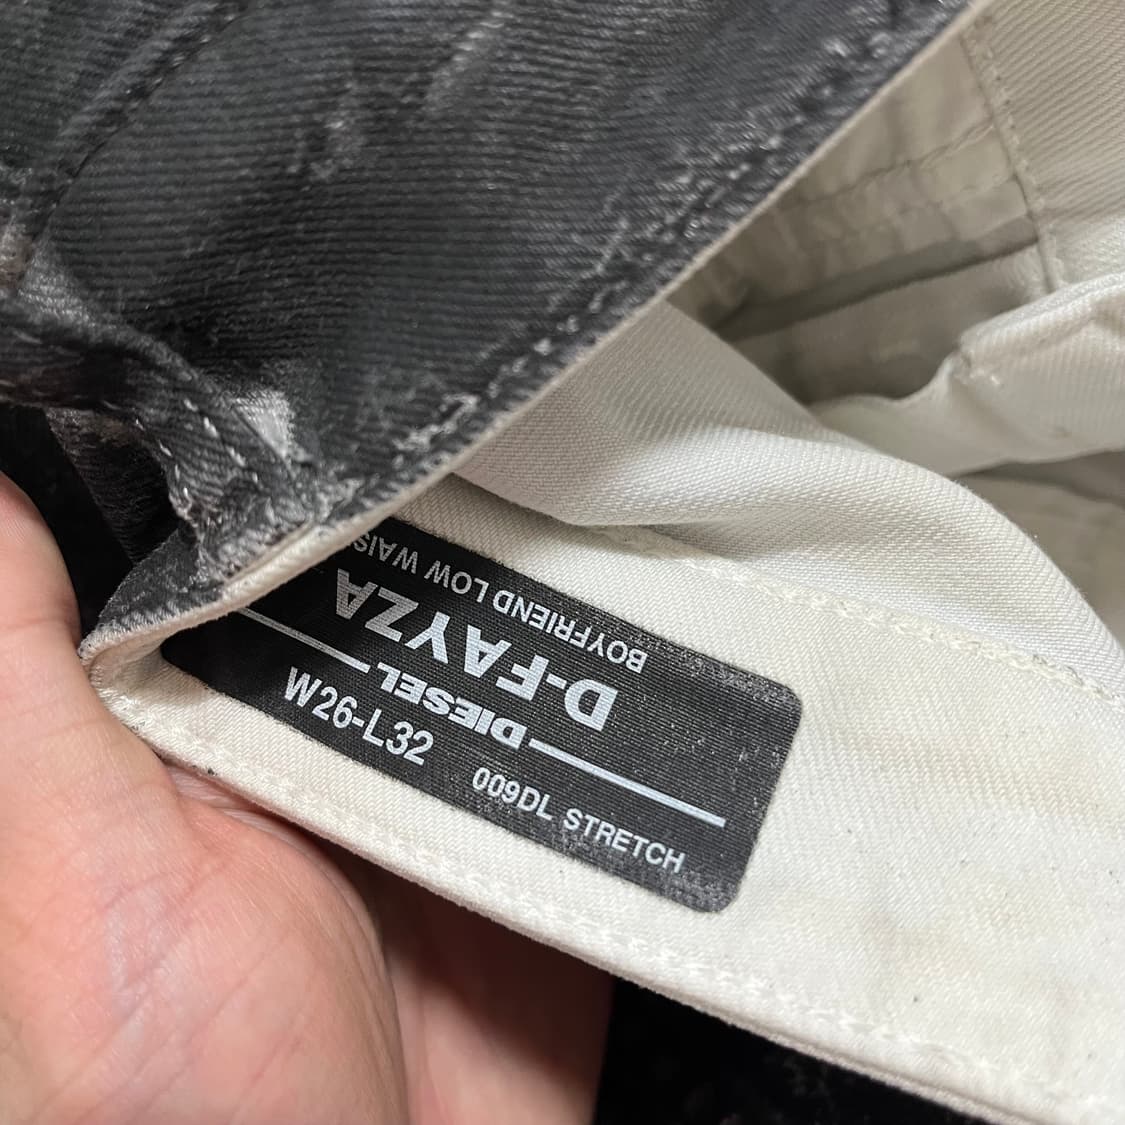 BOYFRIEND LOW WAIS
D-FAYZA
DIESEL
W26-L32
009DL STRETCH